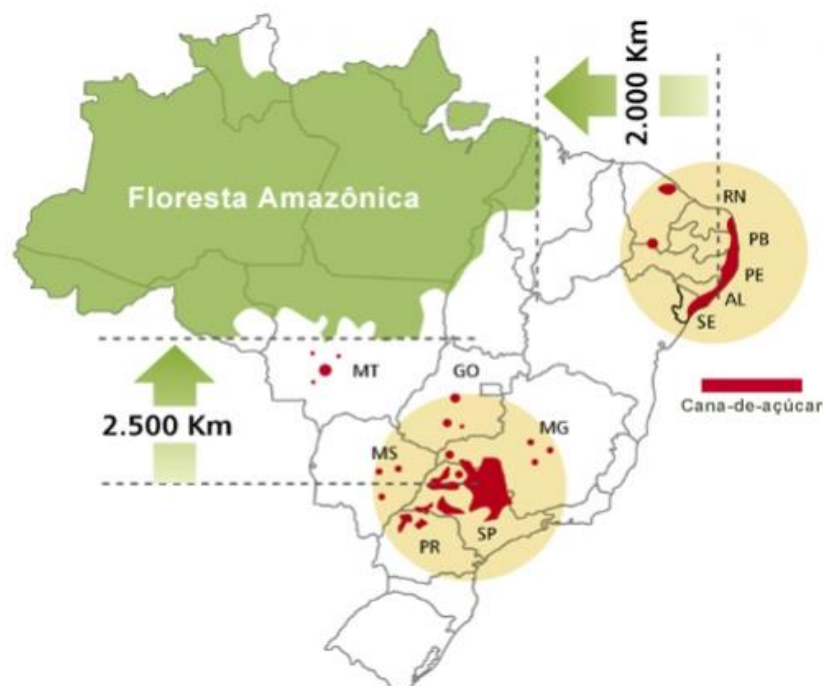 2.000 Km
Floresta Amazônica
RN
PB
PE
AL
SE
MT
GO
Cana-de-açúcar
2.500 Km
MG
MS
SP
PR